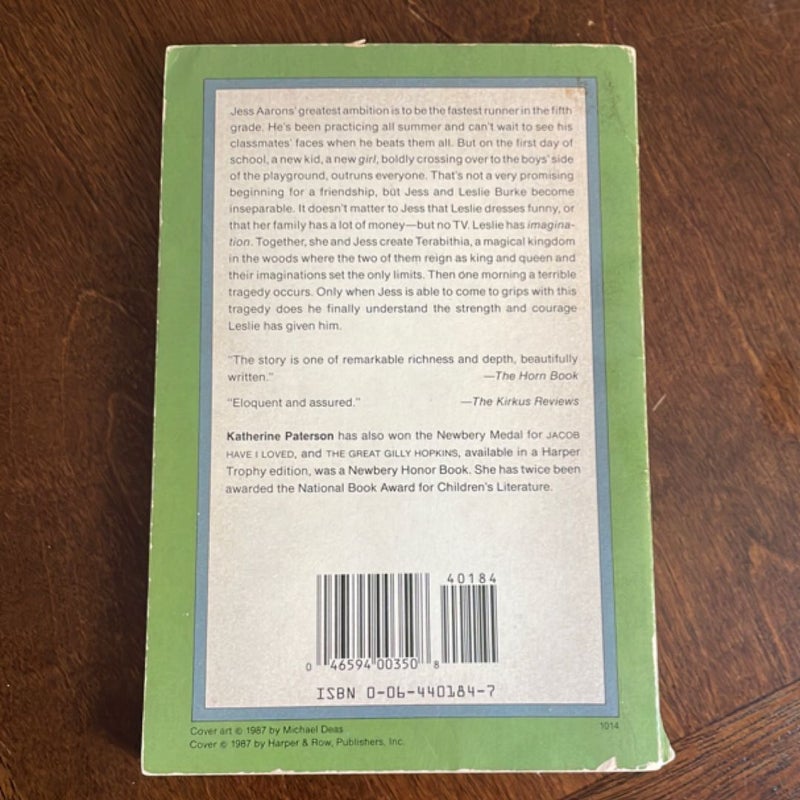 Jess Aarons' greatest ambition is to be the fastest runner in the fifth
grade. He's been practicing all summer and can't wait to see his
classmates' faces when he beats them all. But on the first day of
school, a new kid, a new girl, boldly crossing over to the boys' side
of the playground, outruns everyone. That's not a very promising
beginning for a friendship, but Jess and Leslie Burke become
inseparable. It doesn't matter to Jess that Leslie dresses funny, or
that her family has a lot of money—but no TV. Leslie has imagina-
tion. Together, she and Jess create Terabithia, a magical kingdom
in the woods where the two of them reign as king and queen and
their imaginations set the only limits. Then one morning a terrible
tragedy occurs. Only when Jess is able to come to grips with this
tragedy does he finally understand the strength and courage
Leslie has given him.
"The story is one of remarkable richness and depth, beautifully
written." —The Horn Book
"Eloquent and assured." —The Kirkus Reviews
Katherine Paterson has also won the Newbery Medal for JACOB
HAVE I LOVED, and THE GREAT GILLY HOPKINS, available in a Harper
Trophy edition, was a Newbery Honor Book. She has twice been
awarded the National Book Award for Children's Literature.
40184
0 46594 00350 8
ISBN 0-06-440184-7
Cover art © 1987 by Michael Deas
Cover © 1987 by Harper & Row, Publishers, Inc.
1014